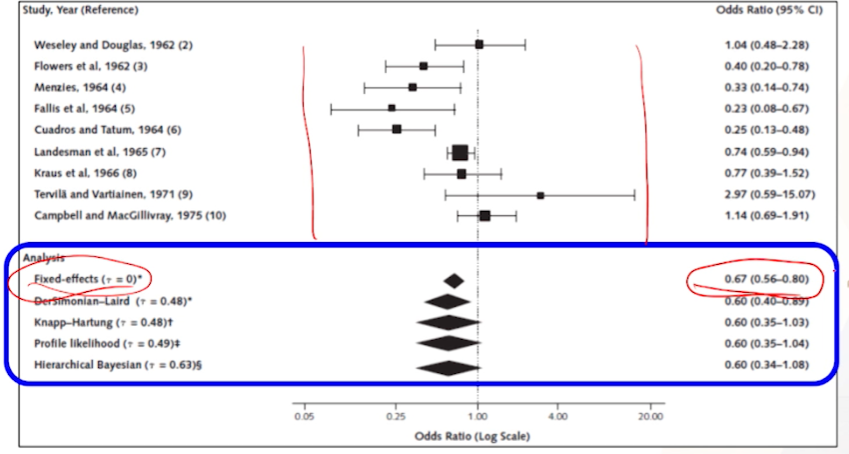 Study, Year (Reference) Odds Ratio (95% CI)
Weseley and Douglas, 1962 (2) 1.04 (0.48–2.28)
Flowers et al, 1962 (3) 0.40 (0.20–0.78)
Menzies, 1964 (4) 0.33 (0.14–0.74)
Fallis et al, 1964 (5) 0.23 (0.08–0.67)
Cuadros and Tatum, 1964 (6) 0.25 (0.13–0.48)
Landesman et al, 1965 (7) 0.74 (0.59–0.94)
Kraus et al, 1966 (8) 0.77 (0.39–1.52)
Tervilä and Vartiainen, 1971 (9) 2.97 (0.59–15.07)
Campbell and MacGillivray, 1975 (10) 1.14 (0.69–1.91)
Analysis
Fixed-effects (τ = 0)* 0.67 (0.56–0.80)
DerSimonian–Laird (τ = 0.48)* 0.60 (0.40–0.89)
Knapp–Hartung (τ = 0.48)† 0.60 (0.35–1.03)
Profile likelihood (τ = 0.49)‡ 0.60 (0.35–1.04)
Hierarchical Bayesian (τ = 0.63)§ 0.60 (0.34–1.08)
0.05 0.25 1.00 4.00 20.00
Odds Ratio (Log Scale)